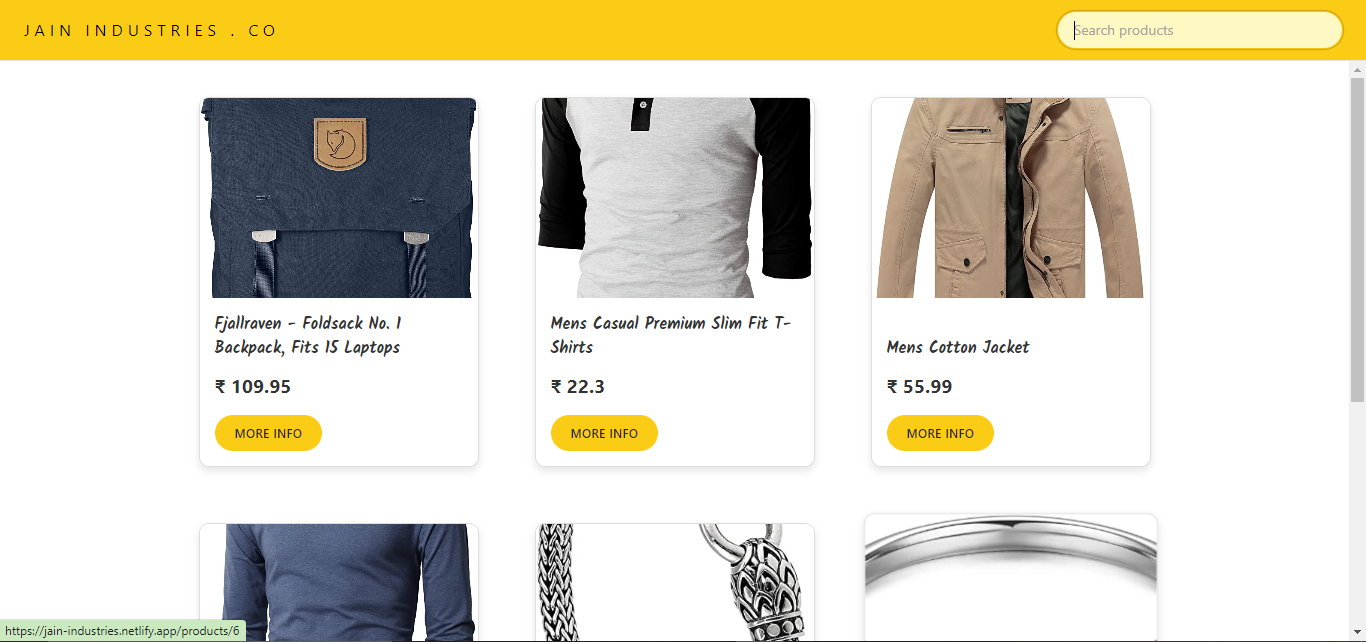 JAIN INDUSTRIES . CO
Search products
Fjallraven - Foldsack No. 1
Backpack, Fits 15 Laptops
₹ 109.95
MORE INFO
Mens Casual Premium Slim Fit T-
Shirts
₹ 22.3
MORE INFO
Mens Cotton Jacket
₹ 55.99
MORE INFO
https://jain-industries.netlify.app/products/6